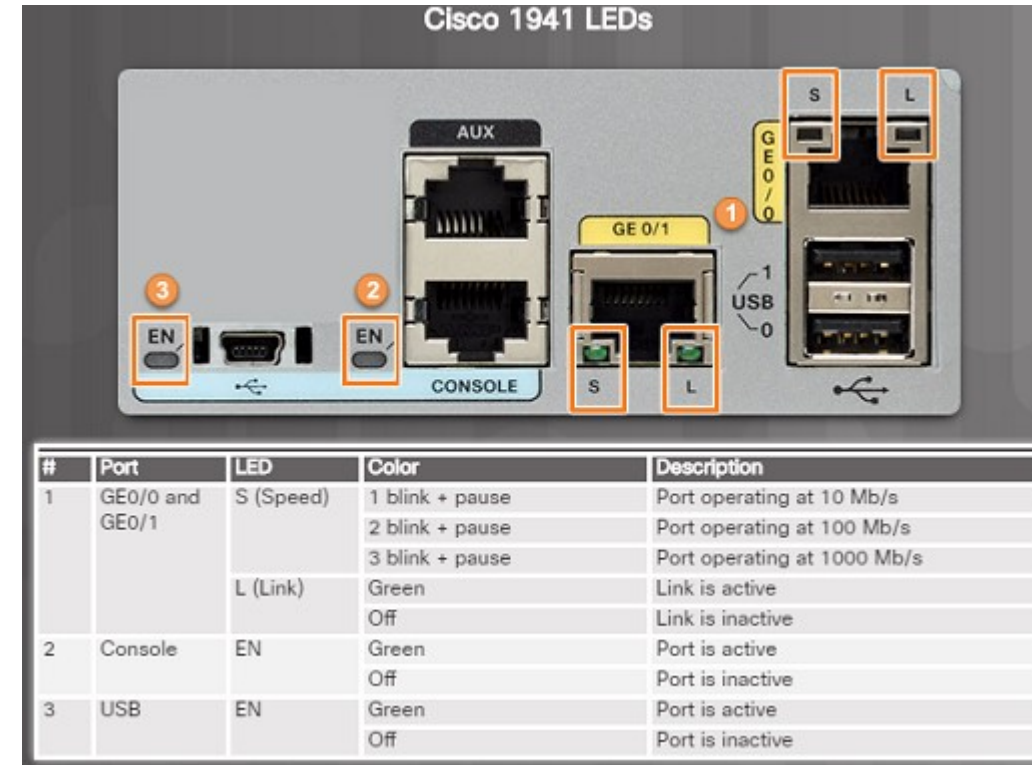 Cisco 1941 LEDs
S L
AUX
GE0/0
1
GE 0/1
1
USB
0
3
2
EN
EN
CONSOLE
S L
# Port LED Color Description
1 GE0/0 and GE0/1 S (Speed) 1 blink + pause Port operating at 10 Mb/s
2 blink + pause Port operating at 100 Mb/s
3 blink + pause Port operating at 1000 Mb/s
L (Link) Green Link is active
Off Link is inactive
2 Console EN Green Port is active
Off Port is inactive
3 USB EN Green Port is active
Off Port is inactive